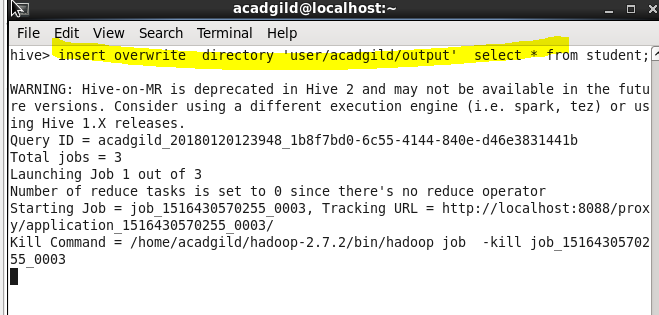 acadgild@localhost:~
File Edit View Search Terminal Help
hive> insert overwrite  directory 'user/acadgild/output'  select * from student;
WARNING: Hive-on-MR is deprecated in Hive 2 and may not be available in the futu
re versions. Consider using a different execution engine (i.e. spark, tez) or us
ing Hive 1.X releases.
Query ID = acadgild_20180120123948_1b8f7bd0-6c55-4144-840e-d46e3831441b
Total jobs = 3
Launching Job 1 out of 3
Number of reduce tasks is set to 0 since there's no reduce operator
Starting Job = job_1516430570255_0003, Tracking URL = http://localhost:8088/prox
y/application_1516430570255_0003/
Kill Command = /home/acadgild/hadoop-2.7.2/bin/hadoop job  -kill job_15164305702
55_0003